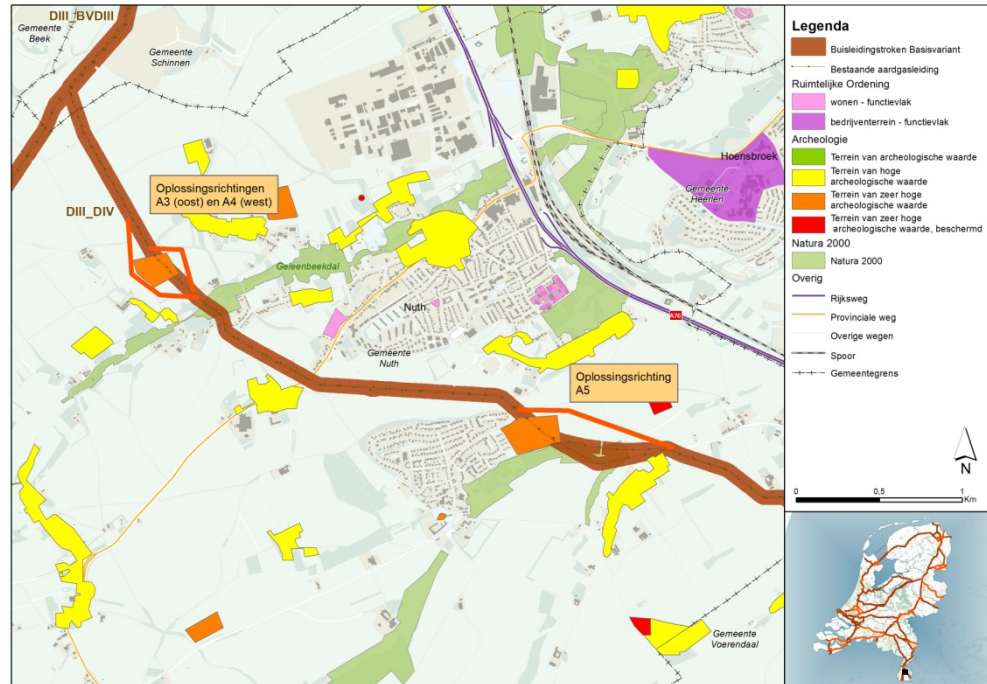 DIII_BVDIII
Gemeente
Beek
Gemeente
Schinnen
Oplossingsrichtingen
A3 (oost) en A4 (west)
DIII_DIV
Geleenbeekdal
Hoensbroek
Gemeente
Heerlen
Nuth
A76
Gemeente
Nuth
Oplossingsrichting
A5
Gemeente
Voerendaal
Legenda
Buisleidingstroken Basisvariant
Bestaande aardgasleiding
Ruimtelijke Ordening
wonen - functievlak
bedrijventerrein - functievlak
Archeologie
Terrein van archeologische waarde
Terrein van hoge
archeologische waarde
Terrein van zeer hoge
archeologische waarde
Terrein van zeer hoge
archeologische waarde, beschermd
Natura 2000
Natura 2000
Overig
Rijksweg
Provinciale weg
Overige wegen
Spoor
Gemeentegrens
N
0 0,5 1
Km